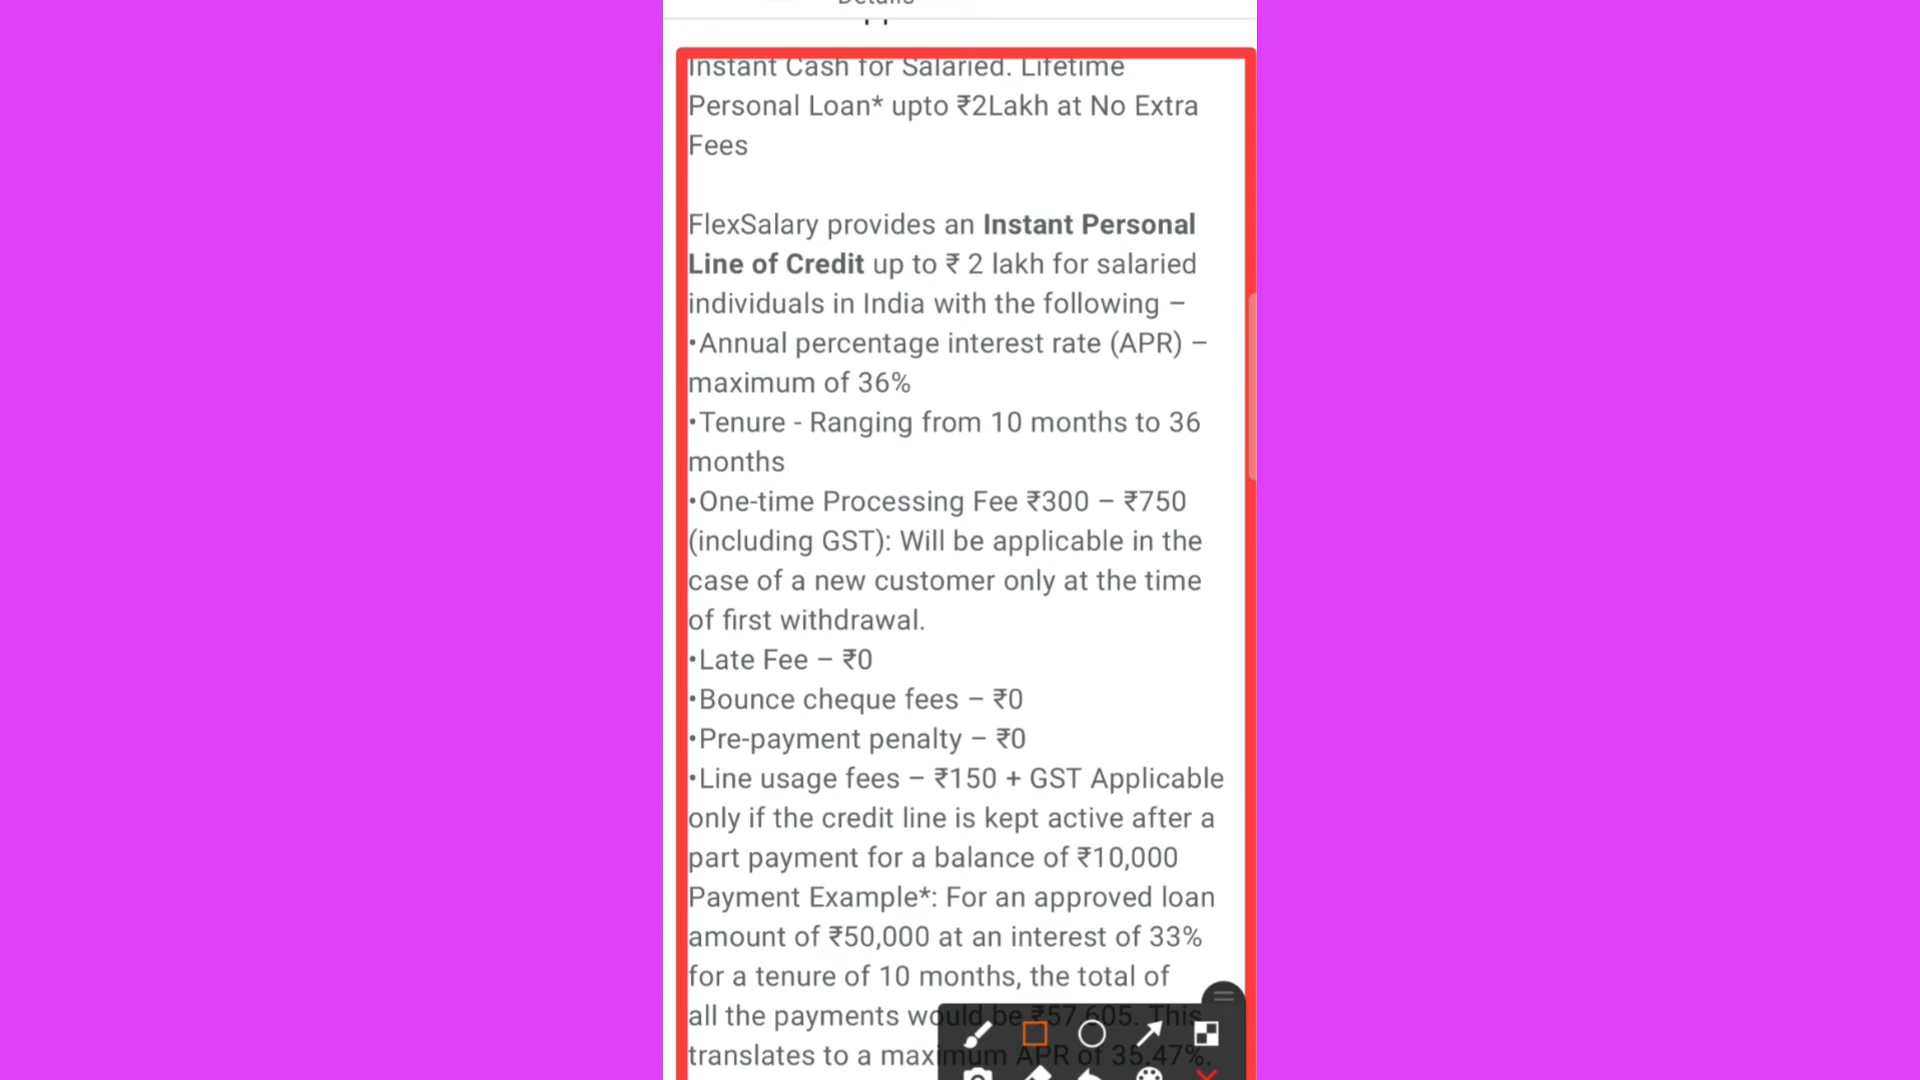 Details
Instant Cash for Salaried. Lifetime
Personal Loan* upto ₹2Lakh at No Extra
Fees
FlexSalary provides an Instant Personal
Line of Credit up to ₹ 2 lakh for salaried
individuals in India with the following –
•Annual percentage interest rate (APR) –
maximum of 36%
•Tenure - Ranging from 10 months to 36
months
•One-time Processing Fee ₹300 – ₹750
(including GST): Will be applicable in the
case of a new customer only at the time
of first withdrawal.
•Late Fee – ₹0
•Bounce cheque fees – ₹0
•Pre-payment penalty – ₹0
•Line usage fees – ₹150 + GST Applicable
only if the credit line is kept active after a
part payment for a balance of ₹10,000
Payment Example*: For an approved loan
amount of ₹50,000 at an interest of 33%
for a tenure of 10 months, the total of
all the payments would be ₹57,605. This
translates to a maximum APR of 35.47%.